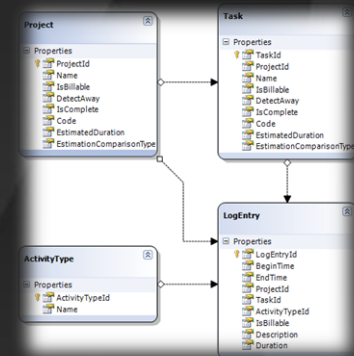 Project
Properties
ProjectId
Name
IsBillable
DetectAway
IsComplete
Code
EstimatedDuration
EstimationComparisonType
Task
Properties
TaskId
ProjectId
Name
IsBillable
DetectAway
IsComplete
Code
EstimatedDuration
EstimationComparisonType
ActivityType
Properties
ActivityTypeId
Name
LogEntry
Properties
LogEntryId
BeginTime
EndTime
ProjectId
TaskId
ActivityTypeId
IsBillable
Description
Duration